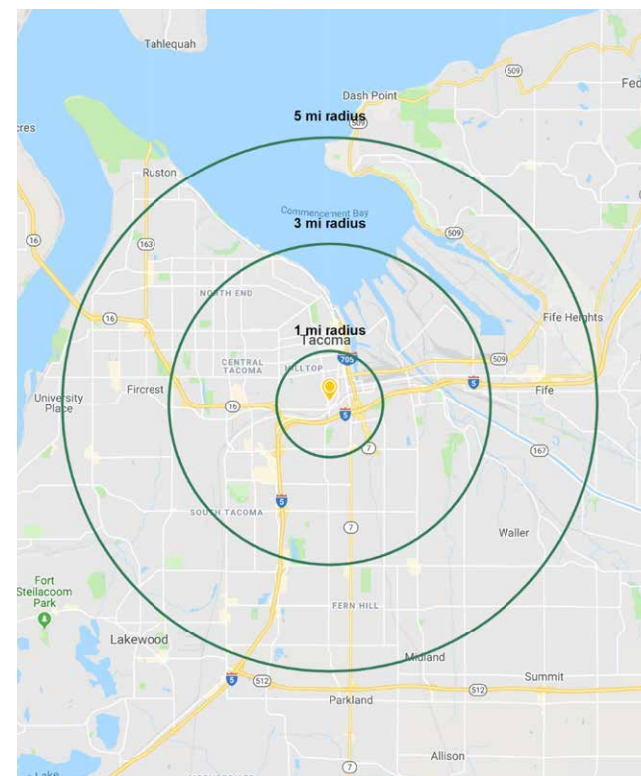 Tahlequah
509
Fed
Dash Point
5 mi radius
509
acres
Ruston
Commencement Bay
3 mi radius
16
163
509
NORTH END
16
Fife Heights
1 mi radius
Tacoma
705
CENTRAL
TACOMA
HILLTOP
509
Fircrest
5
Fife
University
Place
16
5
7
167
5
SOUTH TACOMA
7
Waller
Fort
Steilacoom
Park
FERN HILL
Lakewood
Midland
5
512
Summit
512
Parkland
7
Allison
Lake